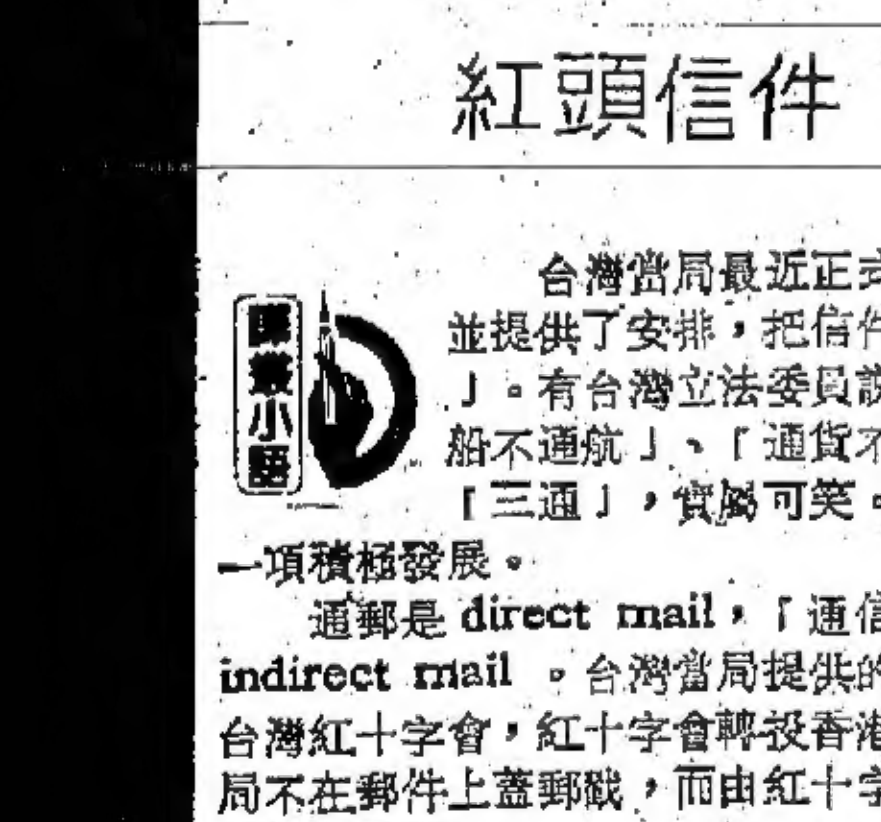 紅頭信件
台灣當局最近正式
並提供了安排，把信件
」。有台灣立法委員說
船不通航」、「通貨不
「三通」，實屬可笑。
一項積極發展。
通郵是 direct mail，「通信
indirect mail 。台灣當局提供的
台灣紅十字會，紅十字會轉投香港
局不在郵件上蓋郵戳，而由紅十字
小語